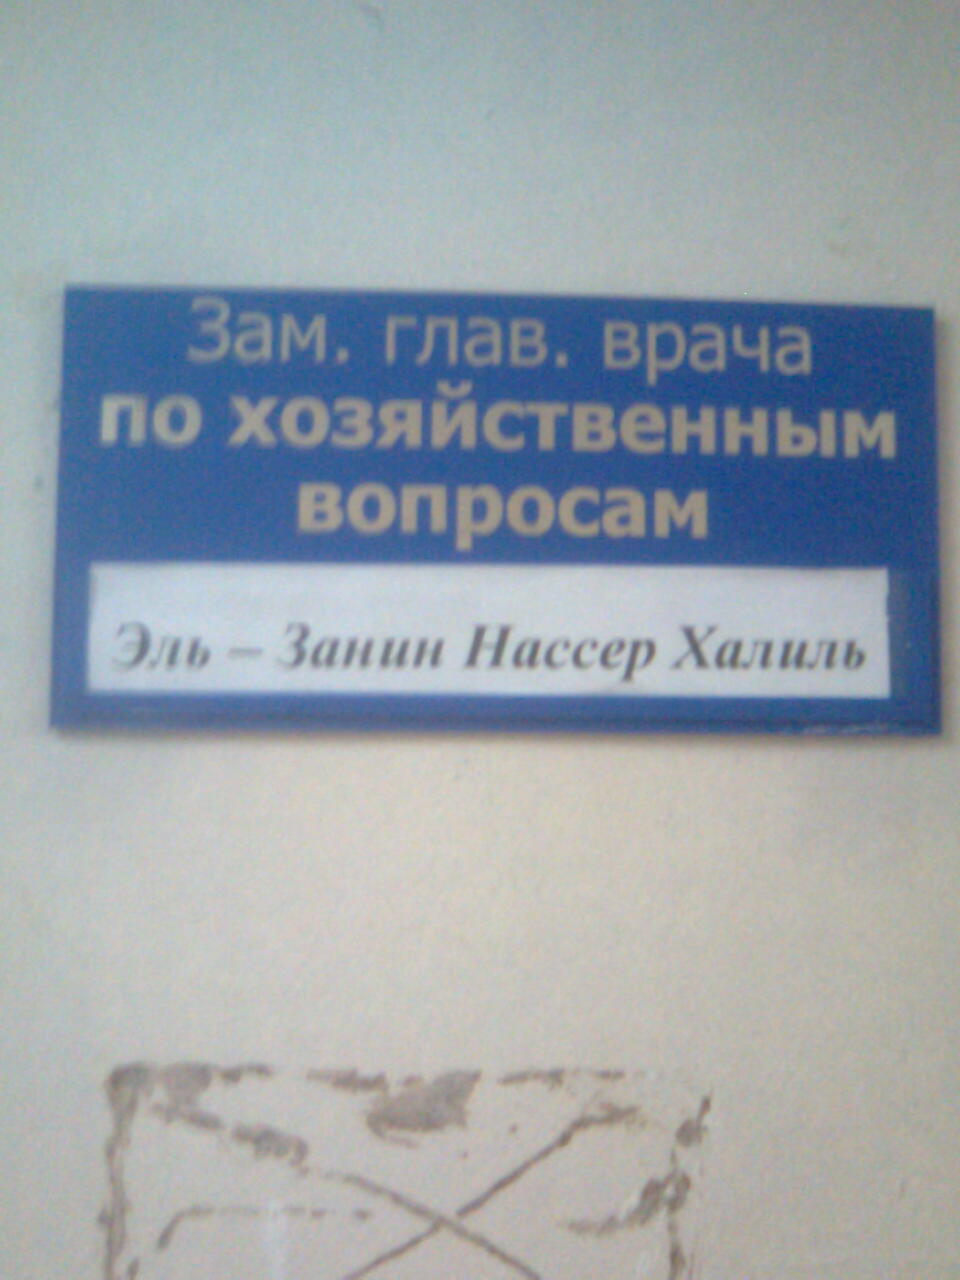 Зам. глав. врача
по хозяйственным
вопросам
Эль – Занин Нассер Халиль